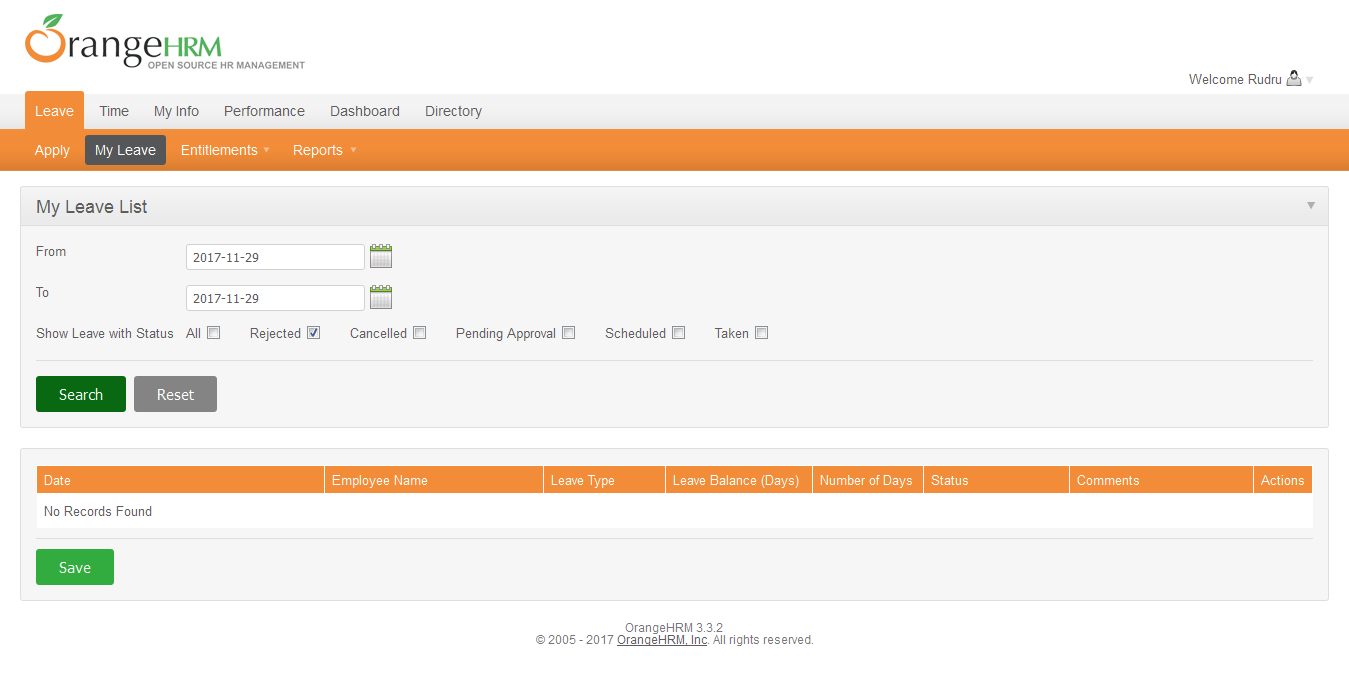 OrangeHRM
OPEN SOURCE HR MANAGEMENT
Welcome Rudru
Leave Time My Info Performance Dashboard Directory
Apply My Leave Entitlements Reports
My Leave List
From 2017-11-29
To 2017-11-29
Show Leave with Status All Rejected Cancelled Pending Approval Scheduled Taken
Search Reset
Date Employee Name Leave Type Leave Balance (Days) Number of Days Status Comments Actions
No Records Found
Save
OrangeHRM 3.3.2
© 2005 - 2017 OrangeHRM, Inc. All rights reserved.